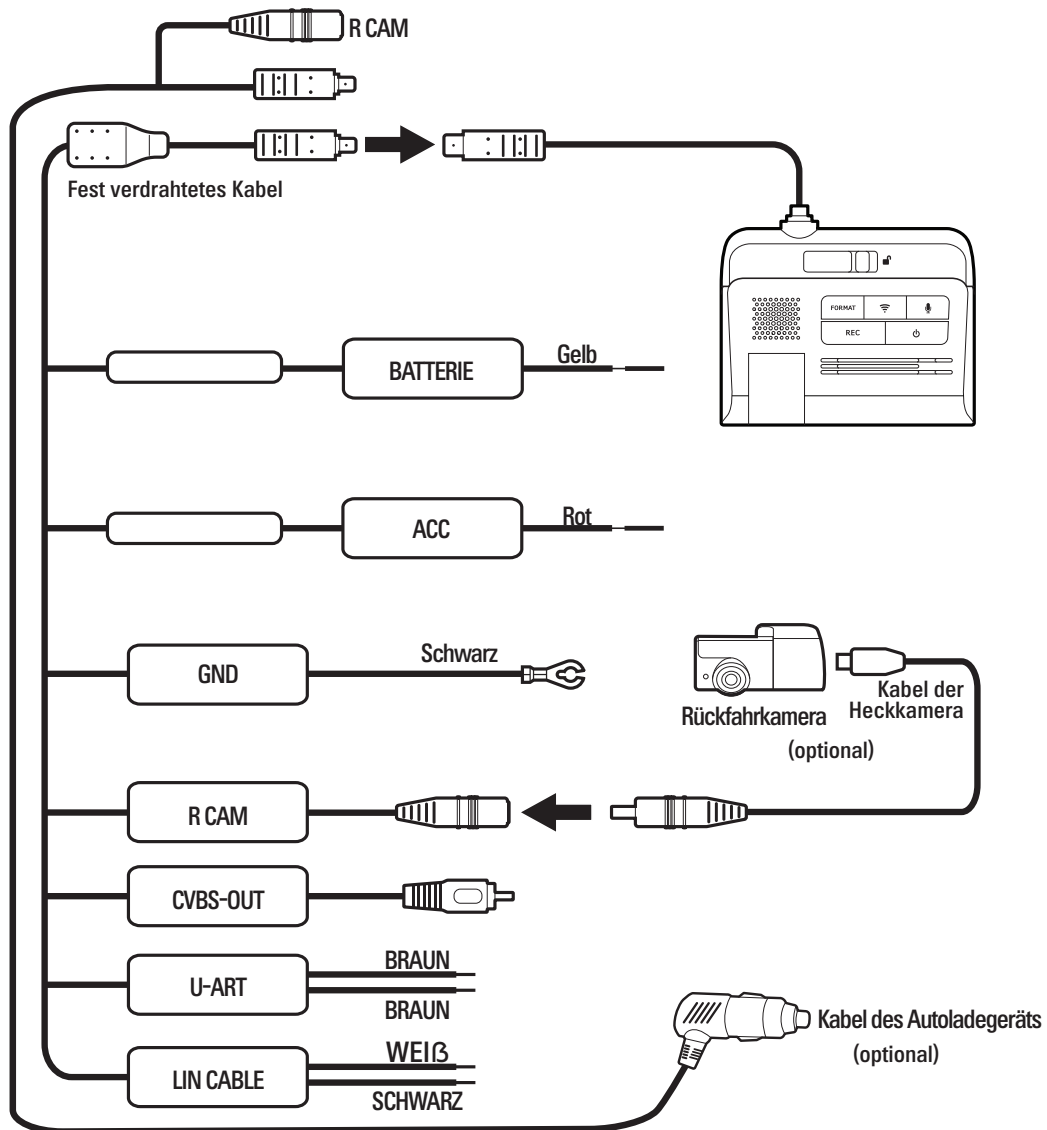 R CAM
Fest verdrahtetes Kabel
FORMAT
REC
BATTERIE
Gelb
ACC
Rot
GND
Schwarz
Rückfahrkamera
(optional)
Kabel der
Heckkamera
R CAM
CVBS-OUT
U-ART
BRAUN
BRAUN
LIN CABLE
WEIß
SCHWARZ
Kabel des Autoladegeräts
(optional)